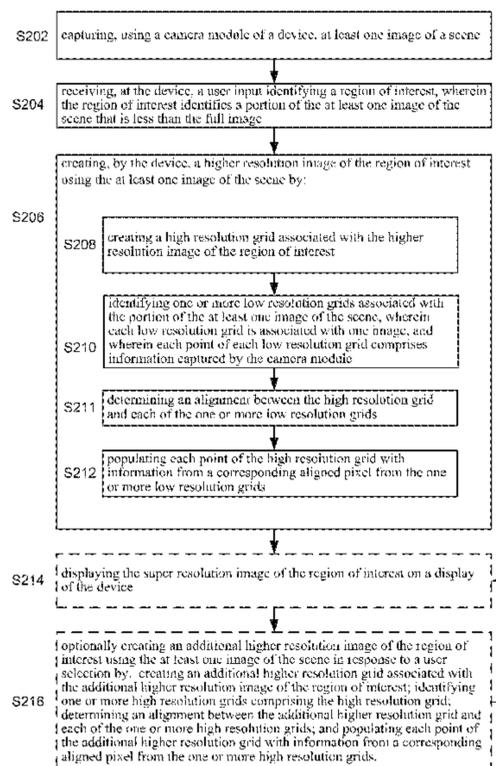 S202
capturing, using a camera module of a device, at least one image of a scene
S204
receiving, at the device, a user input identifying a region of interest, wherein
the region of interest identifies a portion of the at least one image of the
scene that is less than the full image
S206
creating, by the device, a higher resolution image of the region of interest
using the at least one image of the scene by:
S208
creating a high resolution grid associated with the higher
resolution image of the region of interest
S210
identifying one or more low resolution grids associated with
the portion of the at least one image of the scene, wherein
each low resolution grid is associated with one image, and
wherein each point of each low resolution grid comprises
information captured by the camera module
S211
determining an alignment between the high resolution grid
and each of the one or more low resolution grids
S212
populating each point of the high resolution grid with
information from a corresponding aligned pixel from the one
or more low resolution grids
S214
displaying the super resolution image of the region of interest on a display
of the device
S216
optionally creating an additional higher resolution image of the region of
interest using the at least one image of the scene in response to a user
selection by: creating an additional higher resolution grid associated with
the additional higher resolution image of the region of interest; identifying
one or more high resolution grids comprising the high resolution grid;
determining an alignment between the additional higher resolution grid and
each of the one or more high resolution grids; and populating each point of
the additional higher resolution grid with information from a corresponding
aligned pixel from the one or more high resolution grids.